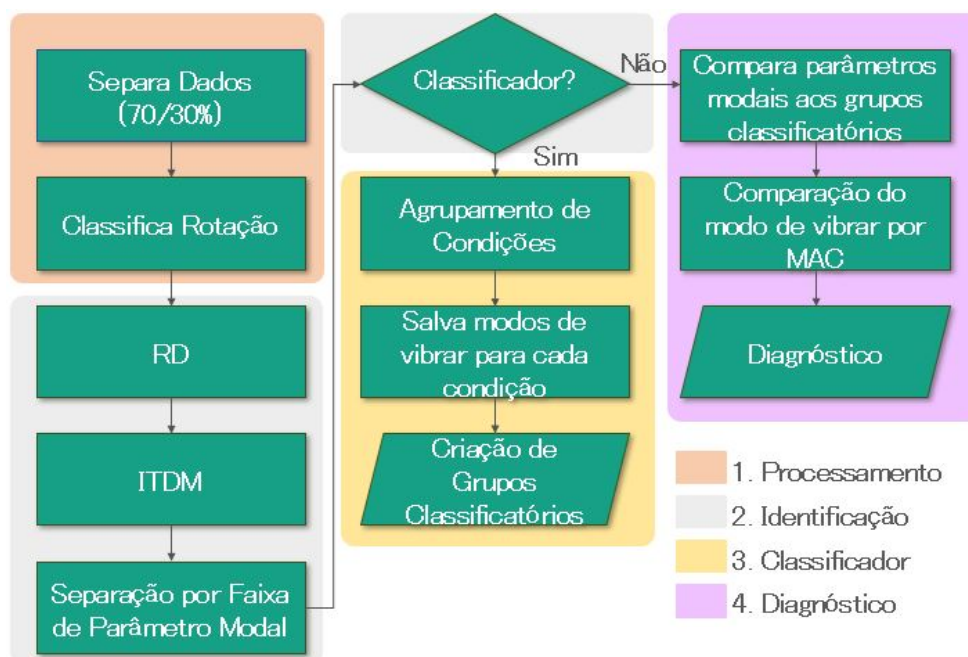 Separa Dados
(70/30%)
Classifica Rotação
RD
ITDM
Separação por Faixa
de Parâmetro Modal
Classificador?
Não
Sim
Agrupamento de
Condições
Salva modos de
vibrar para cada
condição
Criação de
Grupos
Classificatórios
Compara parâmetros
modais aos grupos
classificatórios
Comparação do
modo de vibrar por
MAC
Diagnóstico
1. Processamento
2. Identificação
3. Classificador
4. Diagnóstico